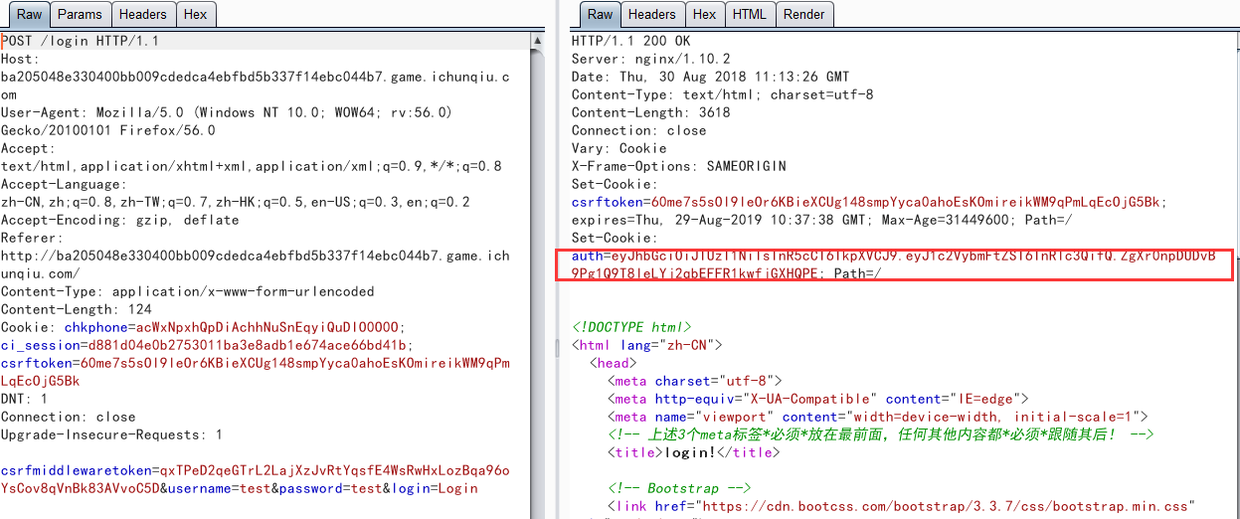 Raw Params Headers Hex
POST /login HTTP/1.1
Host:
ba205048e330400bb009cdedca4ebfbd5b337f14ebc044b7.game.ichunqiu.c
om
User-Agent: Mozilla/5.0 (Windows NT 10.0; WOW64; rv:56.0)
Gecko/20100101 Firefox/56.0
Accept:
text/html,application/xhtml+xml,application/xml;q=0.9,*/*;q=0.8
Accept-Language:
zh-CN,zh;q=0.8,zh-TW;q=0.7,zh-HK;q=0.5,en-US;q=0.3,en;q=0.2
Accept-Encoding: gzip, deflate
Referer:
http://ba205048e330400bb009cdedca4ebfbd5b337f14ebc044b7.game.ich
unqiu.com/
Content-Type: application/x-www-form-urlencoded
Content-Length: 124
Cookie: chkphone=acWxNpxhQpDiAchhNuSnEqyiQuDIO0000;
ci_session=d881d04e0b2753011ba3e8adb1e674ace66bd41b;
csrftoken=60me7s5s0l9Ie0r6KBieXCUg148smpYyca0ahoEsKOmireikWM9qPm
LqEcOjG5Bk
DNT: 1
Connection: close
Upgrade-Insecure-Requests: 1
csrfmiddlewaretoken=qxTPeD2qeGTrL2LajXzJvRtYqsfE4WsRwHxLozBqa96o
YsCov8qVnBk83AVvoC5D&username=test&password=test&login=Login
Raw Headers Hex HTML Render
HTTP/1.1 200 OK
Server: nginx/1.10.2
Date: Thu, 30 Aug 2018 11:13:26 GMT
Content-Type: text/html; charset=utf-8
Content-Length: 3618
Connection: close
Vary: Cookie
X-Frame-Options: SAMEORIGIN
Set-Cookie:
csrftoken=60me7s5s0l9Ie0r6KBieXCUg148smpYyca0ahoEsKOmireikWM9qPmLqEcOjG5Bk;
expires=Thu, 29-Aug-2019 10:37:38 GMT; Max-Age=31449600; Path=/
Set-Cookie:
auth=
Path=/
<!DOCTYPE html>
<html lang="zh-CN">
<head>
<meta charset="utf-8">
<meta http-equiv="X-UA-Compatible" content="IE=edge">
<meta name="viewport" content="width=device-width, initial-scale=1">
<!-- 上述3个meta标签*必须*放在最前面，任何其他内容都*必须*跟随其后！ -->
<title>login!</title>
<!-- Bootstrap -->
<link href="https://cdn.bootcss.com/bootstrap/3.3.7/css/bootstrap.min.css"